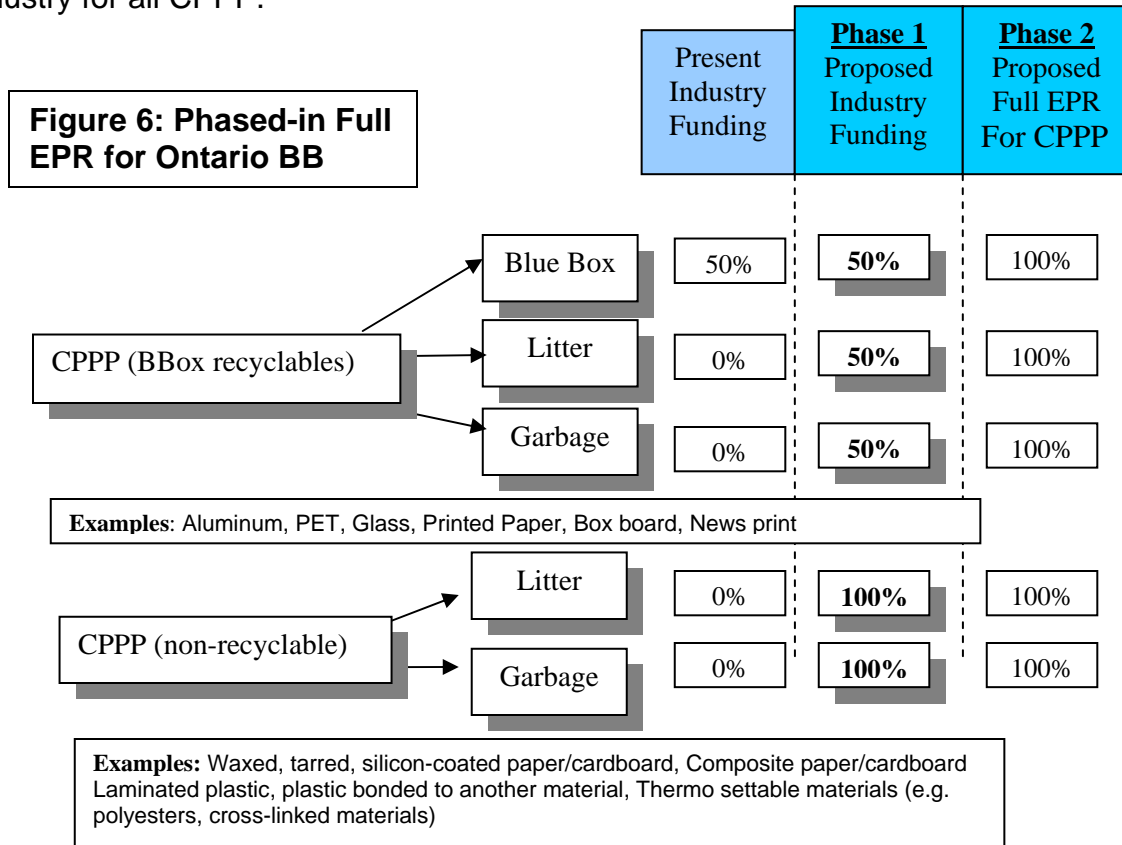 dustry for all CPPP.
Present
Industry
Funding
Phase 1
Proposed
Industry
Funding
Phase 2
Proposed
Full EPR
For CPPP
Figure 6: Phased-in Full
EPR for Ontario BB
Blue Box
50%
50%
100%
CPPP (BBox recyclables)
Litter
0%
50%
100%
Garbage
0%
50%
100%
Examples: Aluminum, PET, Glass, Printed Paper, Box board, News print
Litter
0%
100%
100%
CPPP (non-recyclable)
Garbage
0%
100%
100%
Examples: Waxed, tarred, silicon-coated paper/cardboard, Composite paper/cardboard
Laminated plastic, plastic bonded to another material, Thermo settable materials (e.g.
polyesters, cross-linked materials)